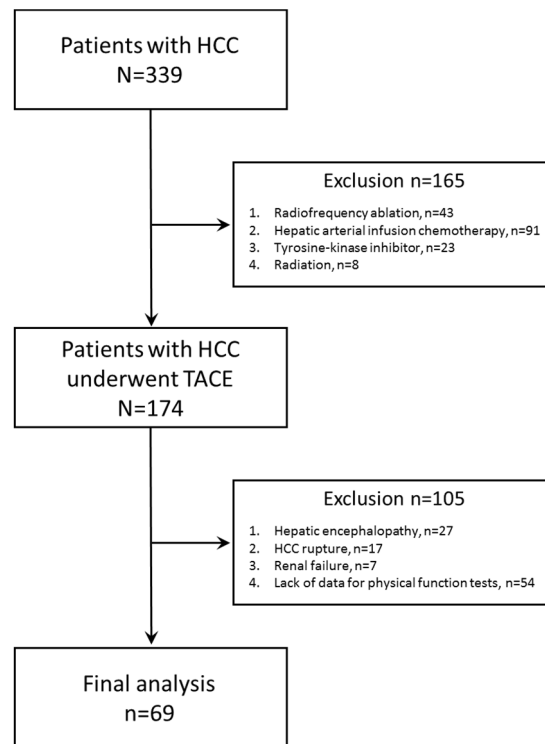 Patients with HCC
N=339
Exclusion n=165
1. Radiofrequency ablation, n=43
2. Hepatic arterial infusion chemotherapy, n=91
3. Tyrosine-kinase inhibitor, n=23
4. Radiation, n=8
Patients with HCC
underwent TACE
N=174
Exclusion n=105
1. Hepatic encephalopathy, n=27
2. HCC rupture, n=17
3. Renal failure, n=7
4. Lack of data for physical function tests, n=54
Final analysis
n=69